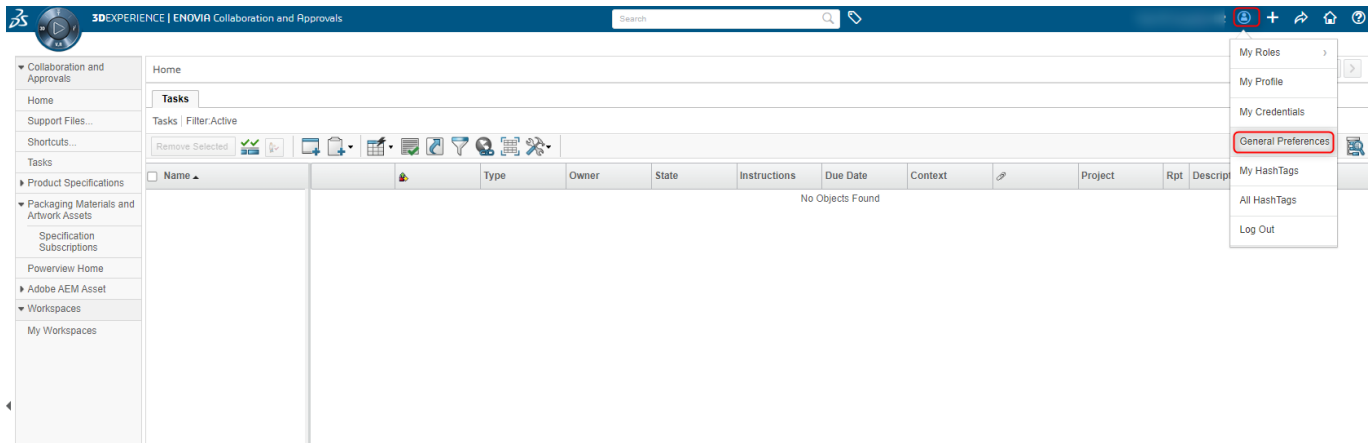 3DEXPERIENCE | ENOVIA Collaboration and Approvals
Search
My Roles
My Profile
My Credentials
General Preferences
My HashTags
All HashTags
Log Out
Collaboration and
Approvals
Home
Support Files...
Shortcuts...
Tasks
Product Specifications
Packaging Materials and
Artwork Assets
Specification
Subscriptions
Powerview Home
Adobe AEM Asset
Workspaces
My Workspaces
Home
Tasks
Tasks | Filter:Active
Remove Selected
Name Type Owner State Instructions Due Date Context Project Rpt Descript
No Objects Found